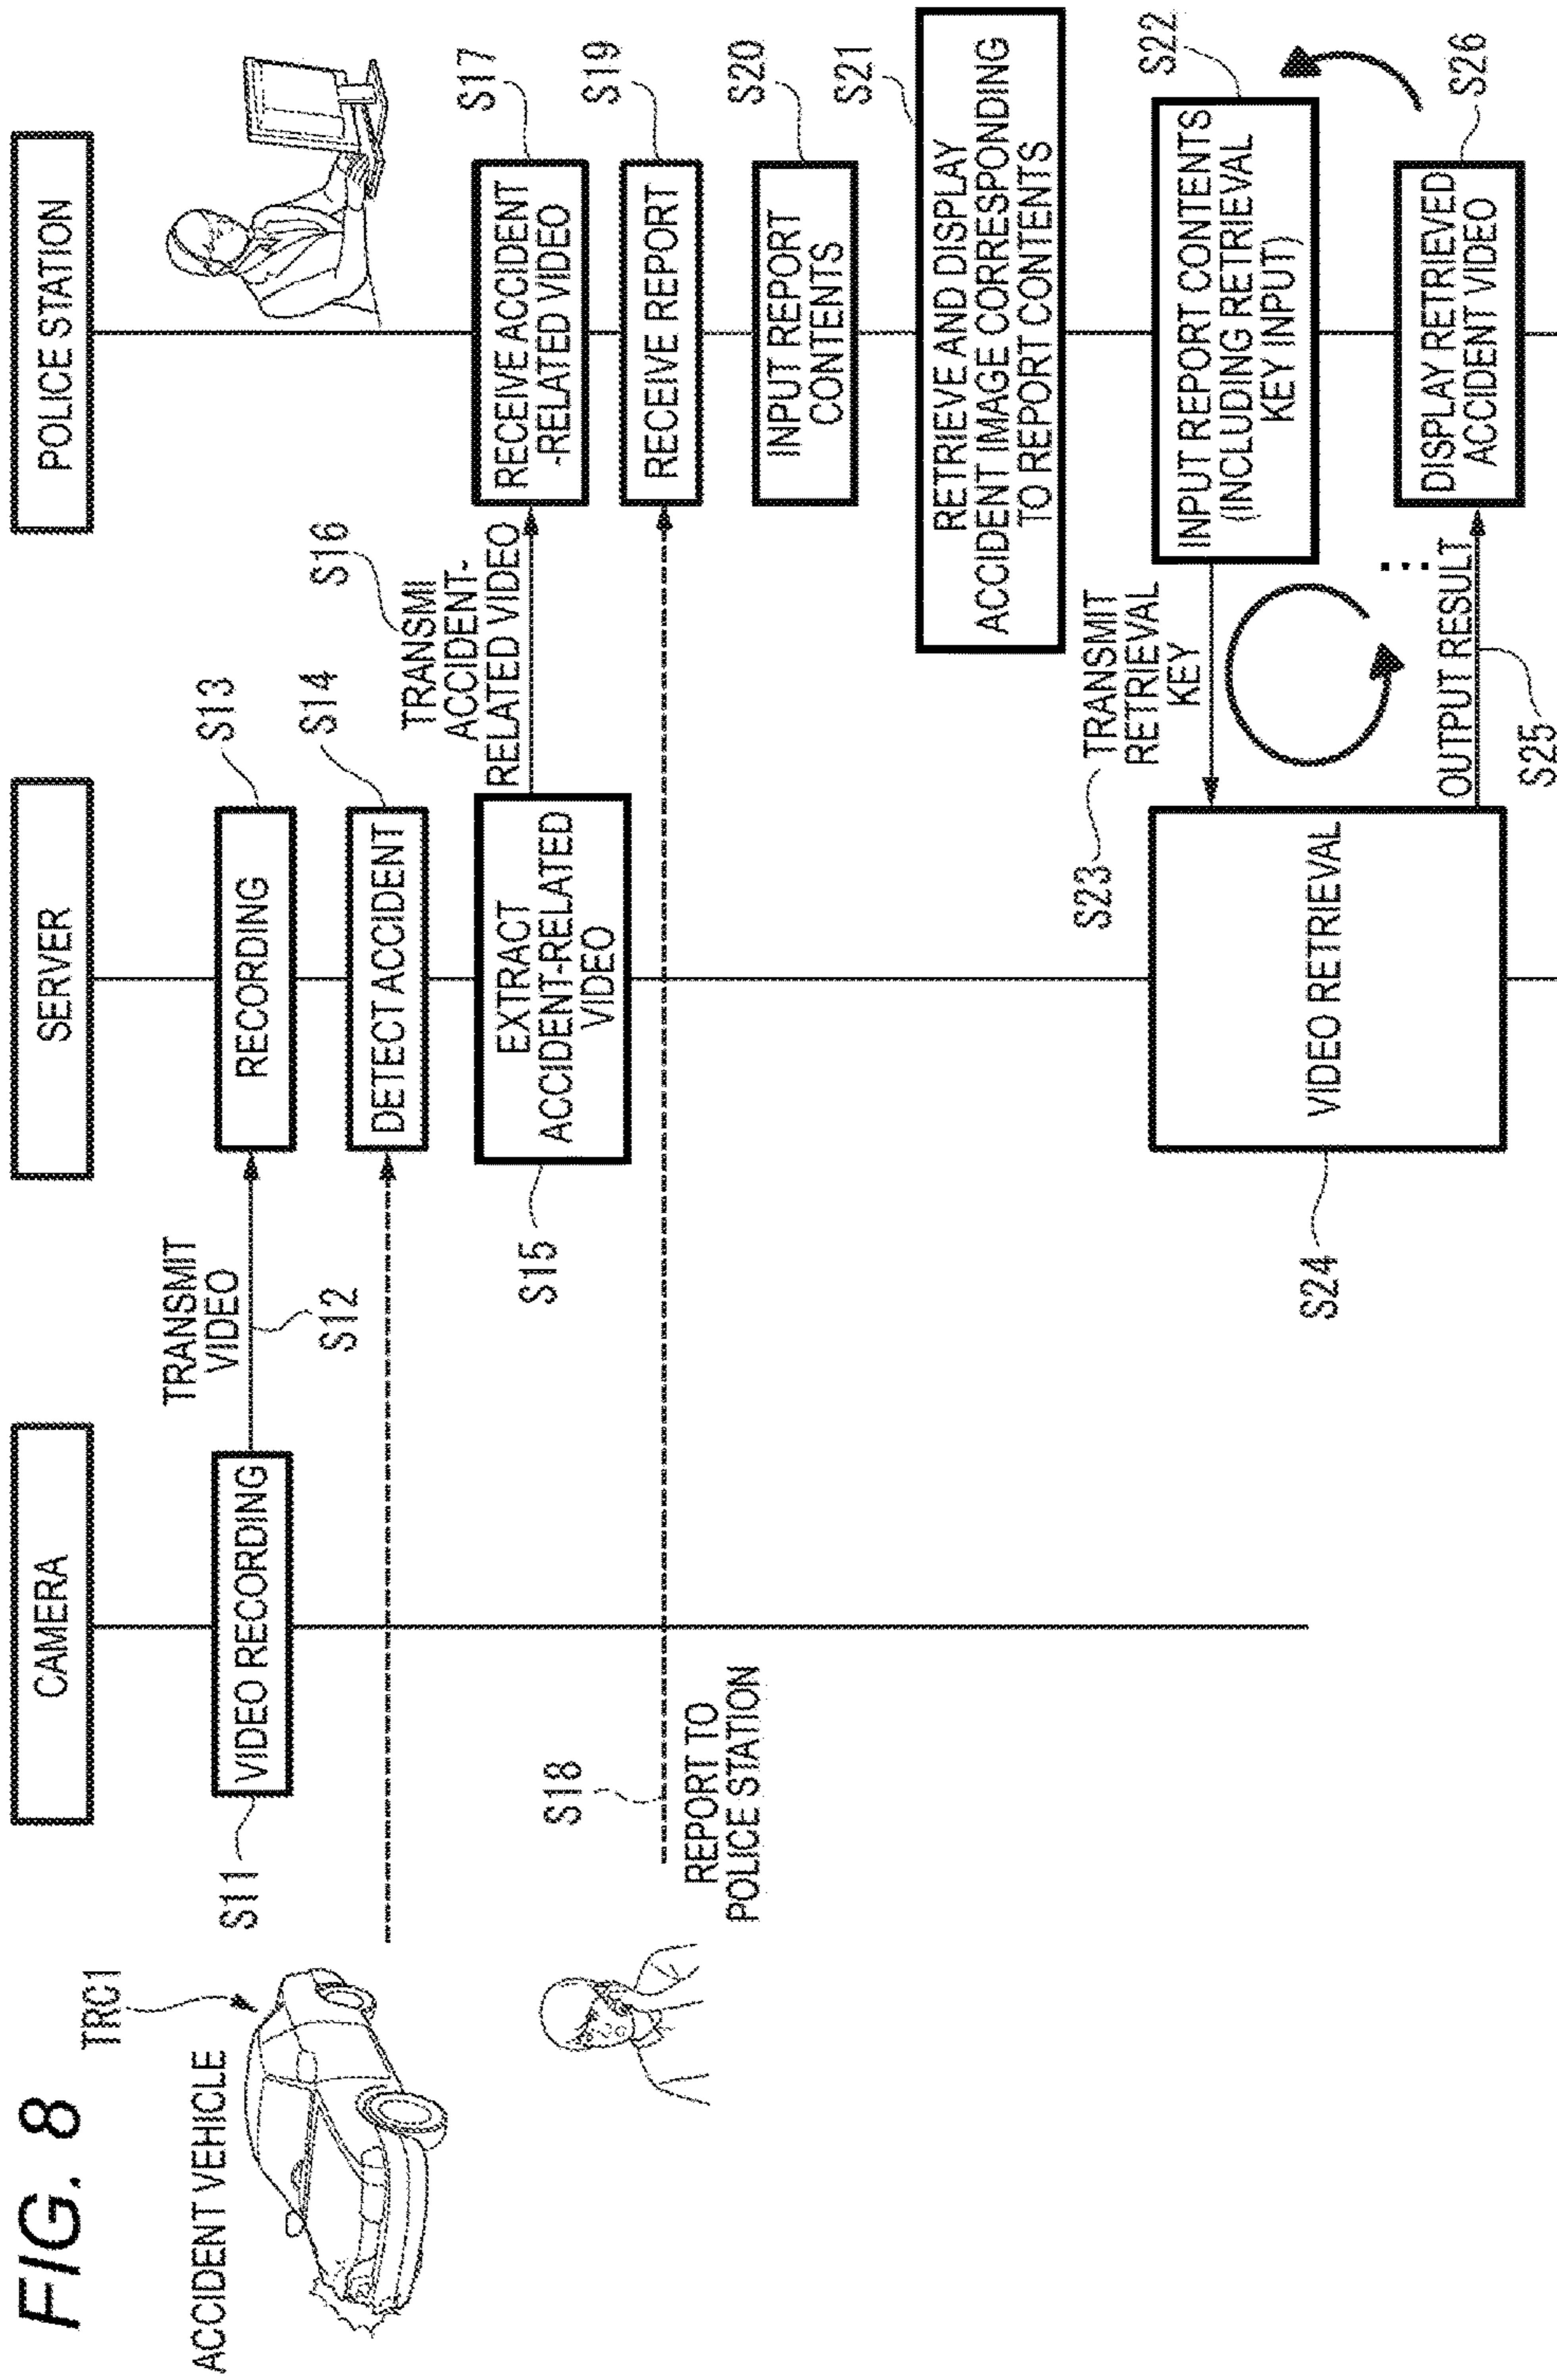 FIG. 8
ACCIDENT VEHICLE
TRC1
CAMERA
SERVER
POLICE STATION
S11
VIDEO RECORDING
TRANSMIT
VIDEO
S12
RECORDING
S13
DETECT ACCIDENT
S14
EXTRACT
ACCIDENT-RELATED
VIDEO
S15
TRANSMI
ACCIDENT-
RELATED VIDEO
S16
RECEIVE ACCIDENT
-RELATED VIDEO
S17
S18
REPORT TO
POLICE STATION
RECEIVE REPORT
S19
INPUT REPORT
CONTENTS
S20
RETRIEVE AND DISPLAY
ACCIDENT IMAGE CORRESPONDING
TO REPORT CONTENTS
S21
INPUT REPORT CONTENTS
(INCLUDING RETRIEVAL
KEY INPUT)
S22
S23
TRANSMIT
RETRIEVAL
KEY
VIDEO RETRIEVAL
S24
...
OUTPUT RESULT
S25
DISPLAY RETRIEVED
ACCIDENT VIDEO
S26